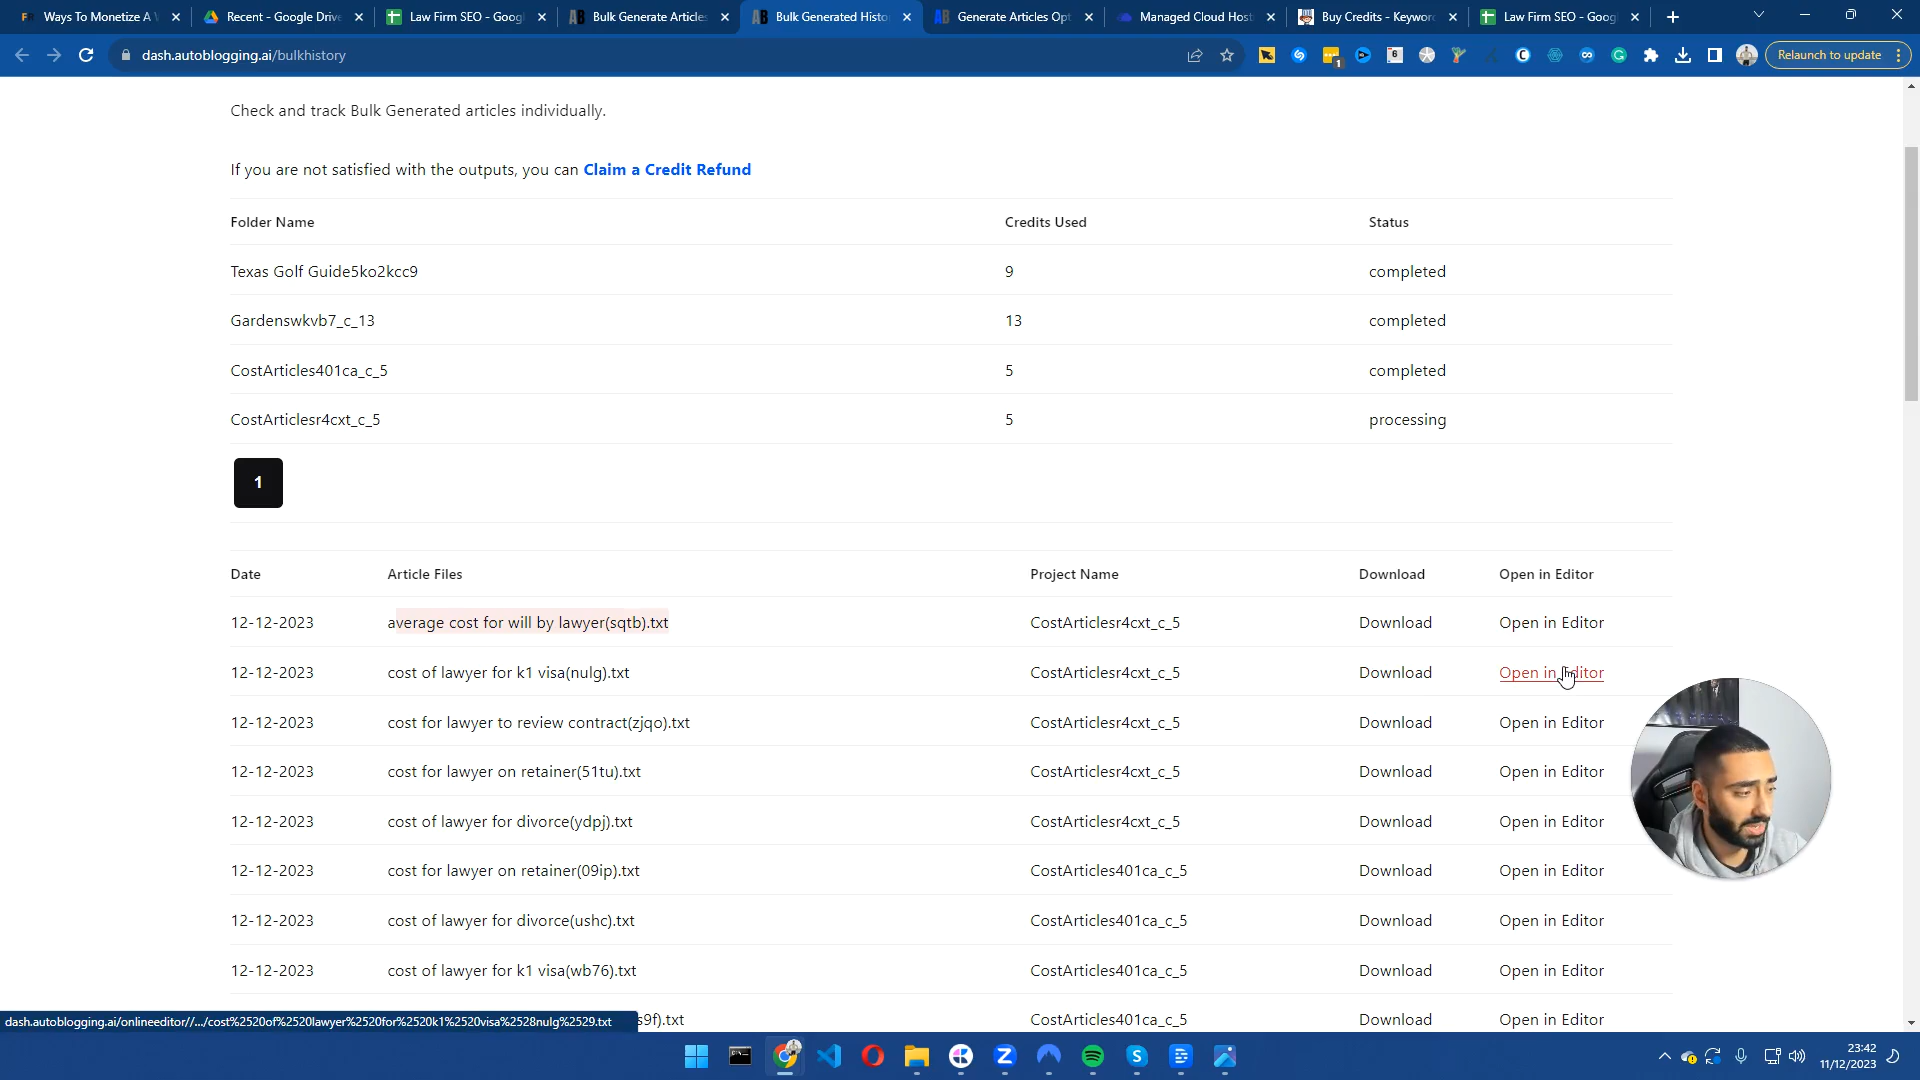 Ways To Monetize A
Recent - Google Drive
Law Firm SEO - Goog
Bulk Generate Articles
Bulk Generated Histo
Generate Articles Opt
Managed Cloud Host
Buy Credits - Keywor
Law Firm SEO - Goog
dash.autoblogging.ai/bulkhistory
Relaunch to update
Check and track Bulk Generated articles individually.
If you are not satisfied with the outputs, you can Claim a Credit Refund
Folder Name Credits Used Status
Texas Golf Guide5ko2kcc9 9 completed
Gardenswkvb7_c_13 13 completed
CostArticles401ca_c_5 5 completed
CostArticlesr4cxt_c_5 5 processing
1
Date Article Files Project Name Download Open in Editor
12-12-2023 average cost for will by lawyer(sqtb).txt CostArticlesr4cxt_c_5 Download Open in Editor
12-12-2023 cost of lawyer for k1 visa(nulg).txt CostArticlesr4cxt_c_5 Download Open in Editor
12-12-2023 cost for lawyer to review contract(zjqo).txt CostArticlesr4cxt_c_5 Download Open in Editor
12-12-2023 cost for lawyer on retainer(51tu).txt CostArticlesr4cxt_c_5 Download Open in Editor
12-12-2023 cost of lawyer for divorce(ydpj).txt CostArticlesr4cxt_c_5 Download Open in Editor
12-12-2023 cost for lawyer on retainer(09ip).txt CostArticles401ca_c_5 Download Open in Editor
12-12-2023 cost of lawyer for divorce(ushc).txt CostArticles401ca_c_5 Download Open in Editor
12-12-2023 cost of lawyer for k1 visa(wb76).txt CostArticles401ca_c_5 Download Open in Editor
s9f).txt CostArticles401ca_c_5 Download Open in Editor
dash.autoblogging.ai/onlineeditor//.../cost%2520of%2520lawyer%2520for%2520k1%2520visa%2528nulg%2529.txt
23:42
11/12/2023